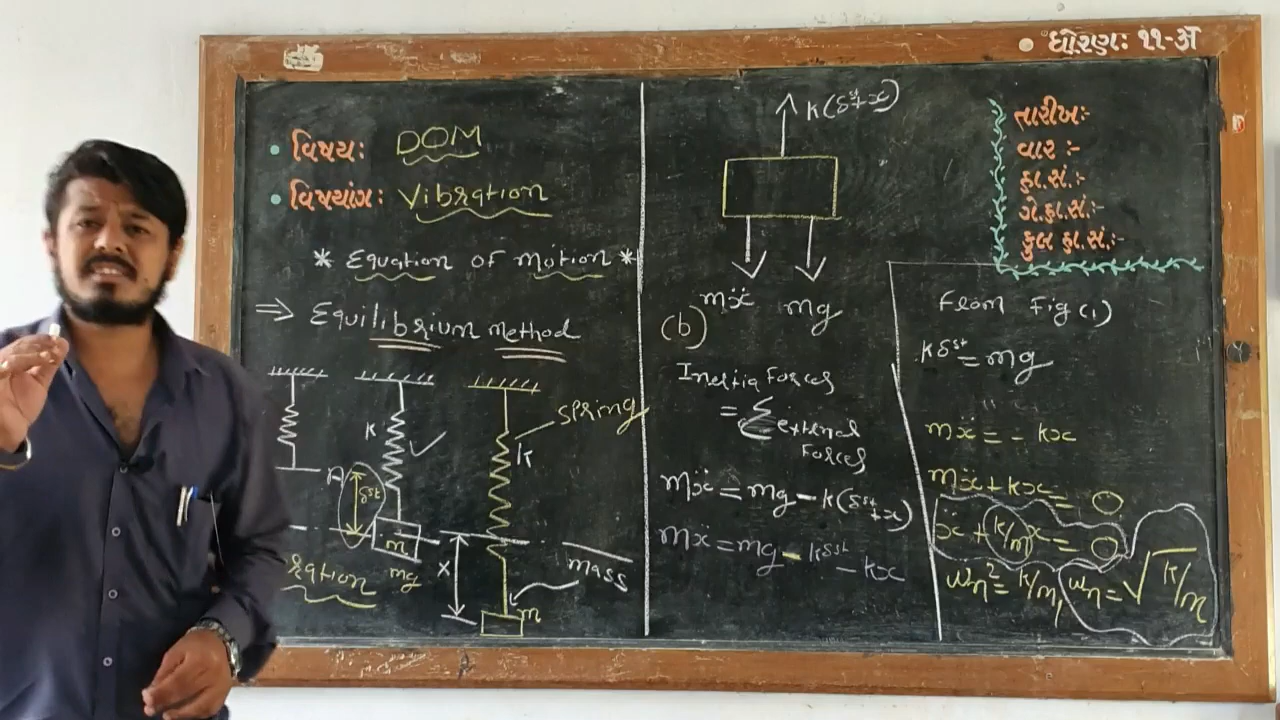 ધોરણઃ ૧૧-અ
• વિષયઃ DOM
• વિષયાંગઃ Vibration
* Equation of Motion *
⇒ Equilibrium method
K
δst
m
mg
ration
spring
K
X
mass
m
K(δst+x)
mẍ mg
(b)
Inertia Forces
= Σ external
Forces
mẍ = mg - K(δst+x)
mẍ = mg - Kδst - Kx
તારીખઃ-
વાર :-
ફા.સં.:-
ગે.ફા.સં.:-
કુલ ફા.સં.:-
From Fig (1)
Kδst = mg
mẍ = - Kx
mẍ + Kx = 0
ẍ + (K/m)x = 0
ωn² = K/m, ωn = √K/m